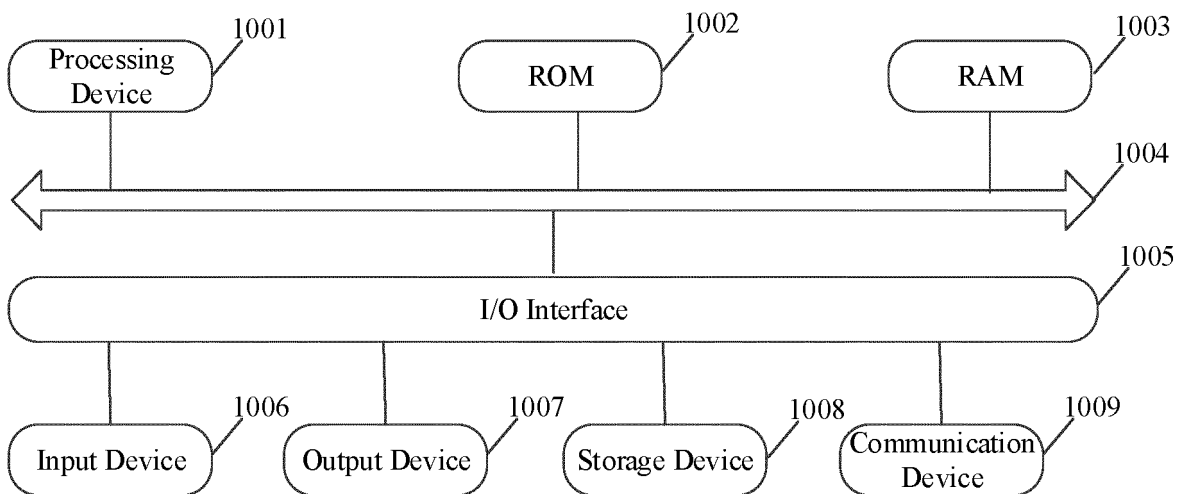 1001
1002
1003
Processing
Device
ROM
RAM
1004
1005
I/O Interface
1006
1007
1008
1009
Input Device
Output Device
Storage Device
Communication
Device